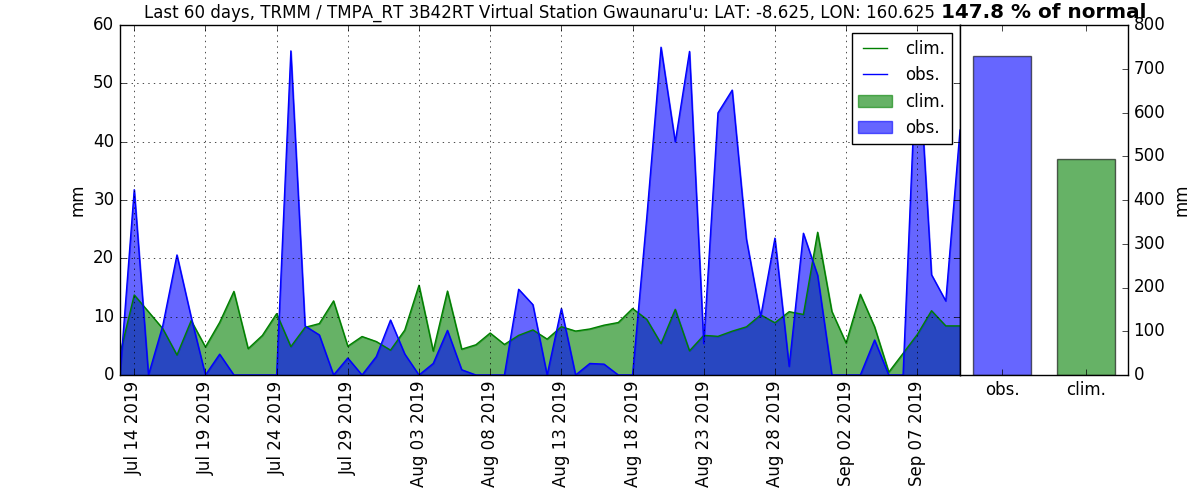 Last 60 days, TRMM / TMPA_RT 3B42RT Virtual Station Gwaunaru'u: LAT: -8.625, LON: 160.625 147.8 % of normal
60
50
40
30
20
10
0
mm
clim.
obs.
clim.
obs.
Jul 14 2019
Jul 19 2019
Jul 24 2019
Jul 29 2019
Aug 03 2019
Aug 08 2019
Aug 13 2019
Aug 18 2019
Aug 23 2019
Aug 28 2019
Sep 02 2019
Sep 07 2019
800
700
600
500
400
300
200
100
0
mm
obs. clim.